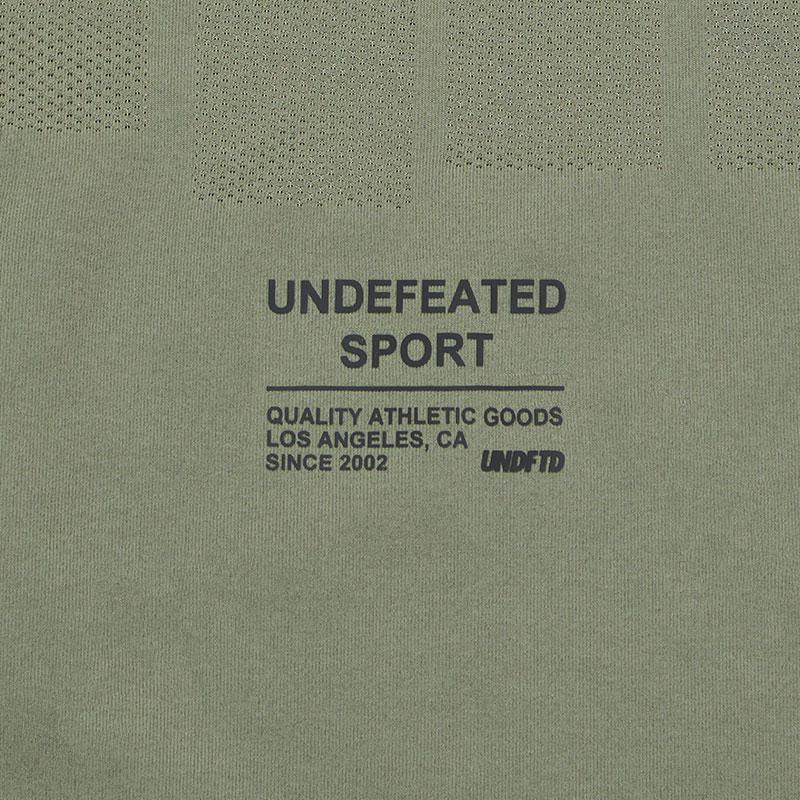 UNDEFEATED
SPORT
QUALITY ATHLETIC GOODS
LOS ANGELES, CA
SINCE 2002
UNDFTD